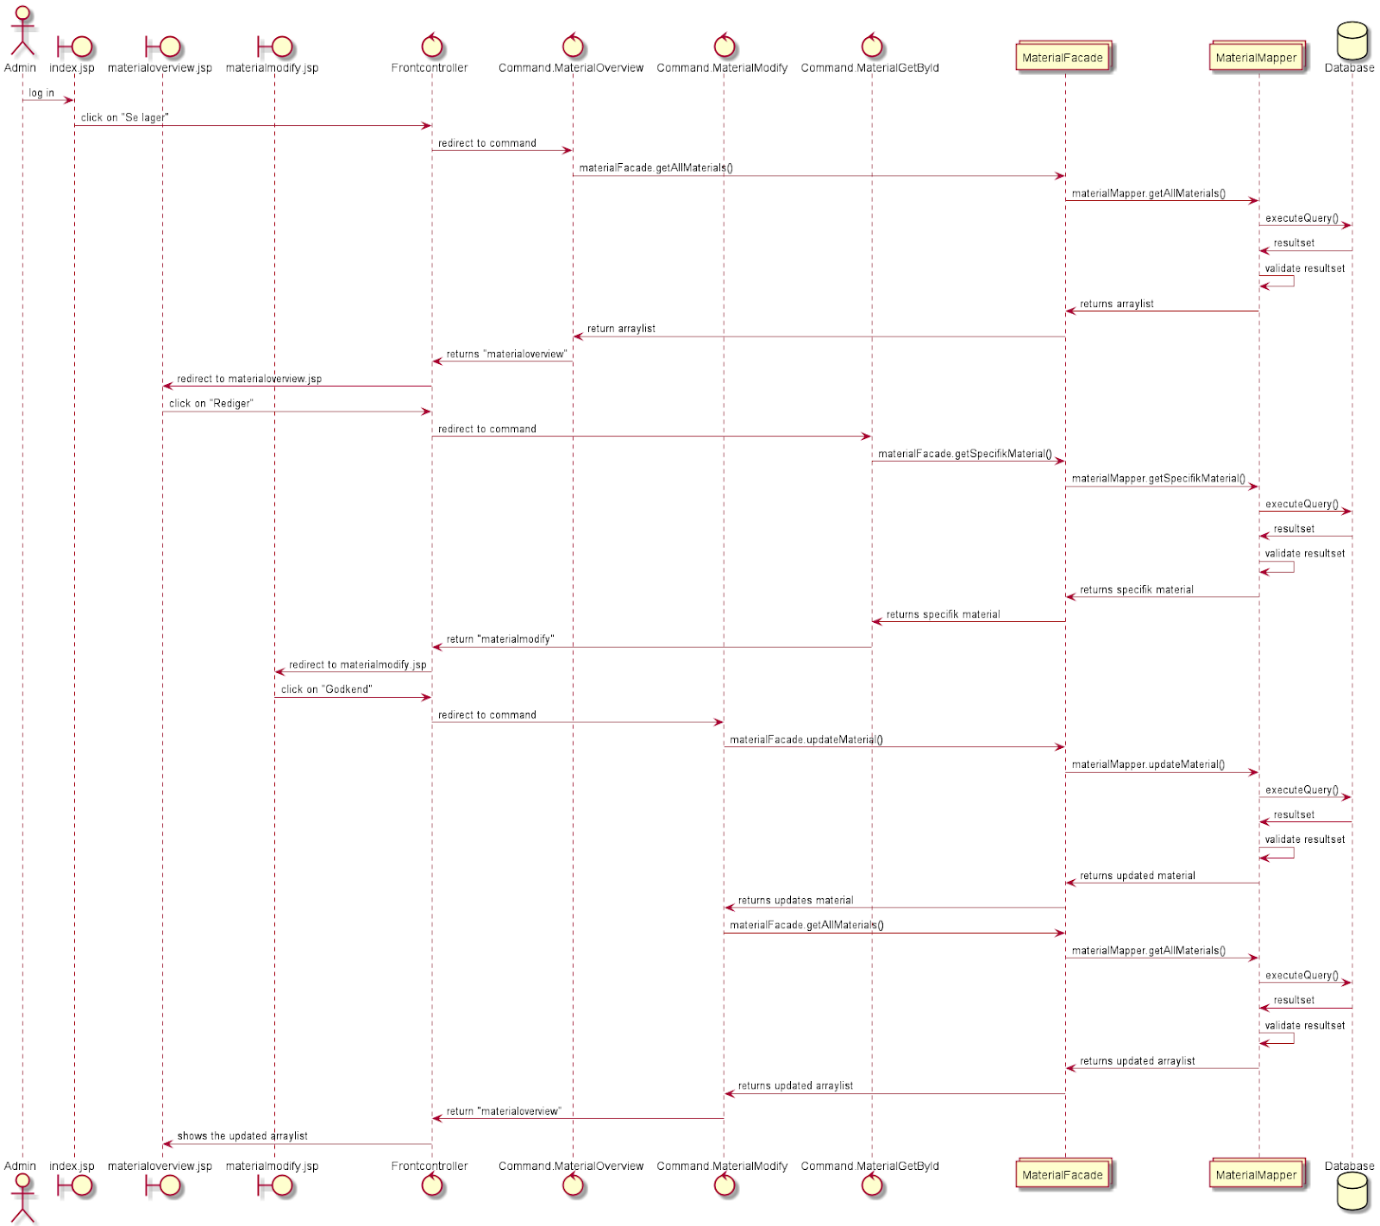 Admin index.jsp materialoverview.jsp materialmodify.jsp Frontcontroller Command.MaterialOverview Command.MaterialModify Command.MaterialGetById MaterialFacade MaterialMapper Database
log in
click on "Se lager"
redirect to command
materialFacade.getAllMaterials()
materialMapper.getAllMaterials()
executeQuery()
resultset
validate resultset
returns arraylist
return arraylist
returns "materialoverview"
redirect to materialoverview.jsp
click on "Rediger"
redirect to command
materialFacade.getSpecifikMaterial()
materialMapper.getSpecifikMaterial()
executeQuery()
resultset
validate resultset
returns specifik material
returns specifik material
return "materialmodify"
redirect to materialmodify.jsp
click on "Godkend"
redirect to command
materialFacade.updateMaterial()
materialMapper.updateMaterial()
executeQuery()
resultset
validate resultset
returns updated material
returns updates material
materialFacade.getAllMaterials()
materialMapper.getAllMaterials()
executeQuery()
resultset
validate resultset
returns updated arraylist
returns updated arraylist
return "materialoverview"
shows the updated arraylist
Admin index.jsp materialoverview.jsp materialmodify.jsp Frontcontroller Command.MaterialOverview Command.MaterialModify Command.MaterialGetById MaterialFacade MaterialMapper Database